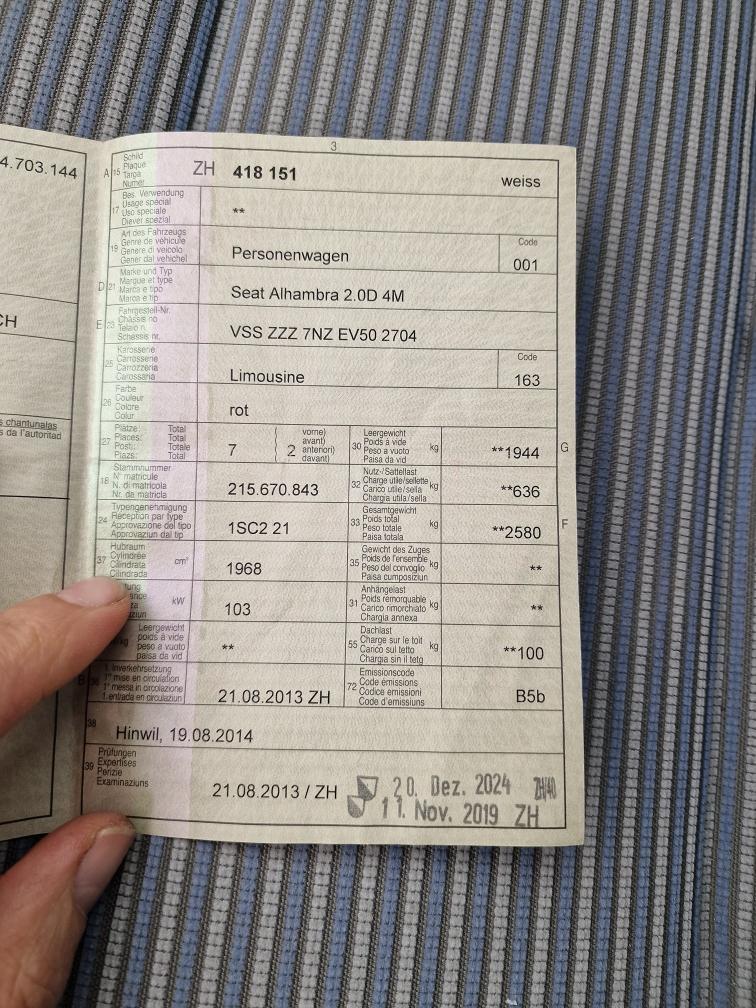 3
4.703.144
CH
s chantunalas
s da l'autoritad
A 15 Schild
Plaque
Targa
Numer
ZH 418 151 weiss
17 Bes. Verwendung
Usage spécial
Uso speciale
Diever spezial
**
19 Art des Fahrzeugs
Genre de véhicule
Genere di veicolo
Gener dal vehichel
Personenwagen
Code
001
D 21 Marke und Typ
Marque et type
Marca e tipo
Marca e tip
Seat Alhambra 2.0D 4M
E 23 Fahrgestell-Nr.
Châssis no
Telaio n.
Schassis nr.
VSS ZZZ 7NZ EV50 2704
25 Karosserie
Carrosserie
Carrozzeria
Carossaria
Limousine
Code
163
26 Farbe
Couleur
Colore
Colur
rot
27 Plätze: Total
Places: Total
Posti: Totale
Plazs: Total
7
2
vorne)
avant)
anteriori)
davant)
30 Leergewicht
Poids à vide
Peso a vuoto
Paisa da vid
kg
**1944
G
18 Stammnummer
N° matricule
N. di matricola
Nr. da matricla
215.670.843
32 Nutz-/Sattellast
Charge utile/sellette
Carico utile/sella
Chargia utila/sella
kg
**636
24 Typengenehmigung
Réception par type
Approvazione del tipo
Approvaziun dal tip
1SC2 21
33 Gesamtgewicht
Poids total
Peso totale
Paisa totala
kg
**2580
F
37 Hubraum
Cylindrée
Cilindrata
Cilindrada
cm³
1968
35 Gewicht des Zuges
Poids de l'ensemble
Peso del convoglio
Paisa cumposiziun
kg
**
kW
103
31 Anhängelast
Poids remorquable
Carico rimorchiato
Chargia annexa
kg
**
kg
Leergewicht
poids à vide
peso a vuoto
paisa da vid
**
55 Dachlast
Charge sur le toit
Carico sul tetto
Chargia sin il tetg
kg
**100
B 36 1. Inverkehrsetzung
1re mise en circulation
1a messa in circolazione
1. entrada en circulaziun
21.08.2013 ZH
72 Emissionscode
Code émissions
Codice emissioni
Code d'emissiuns
B5b
38
Hinwil, 19.08.2014
39 Prüfungen
Expertises
Perizie
Examinaziuns
21.08.2013 / ZH
20. Dez. 2024 ZH/40
11. Nov. 2019 ZH